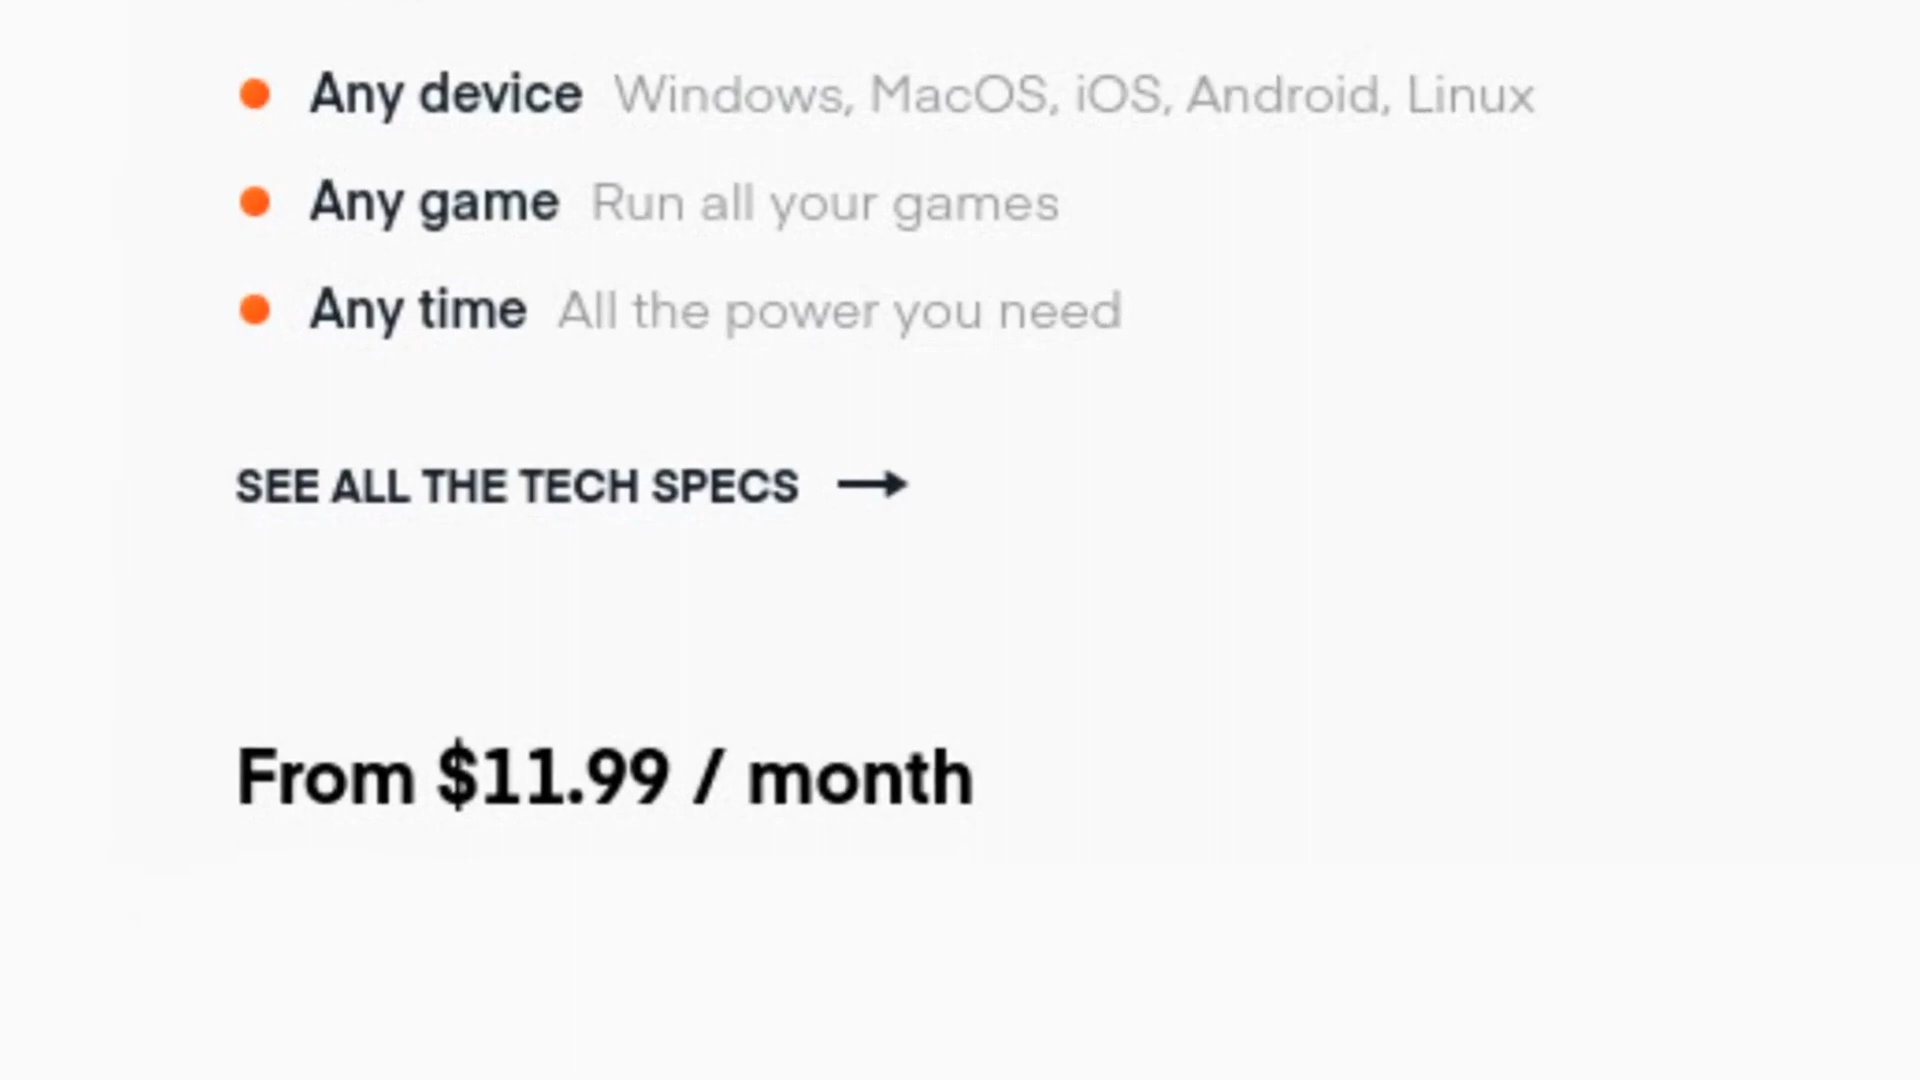 Any device Windows, MacOS, iOS, Android, Linux
Any game Run all your games
Any time All the power you need
SEE ALL THE TECH SPECS →
From $11.99 / month